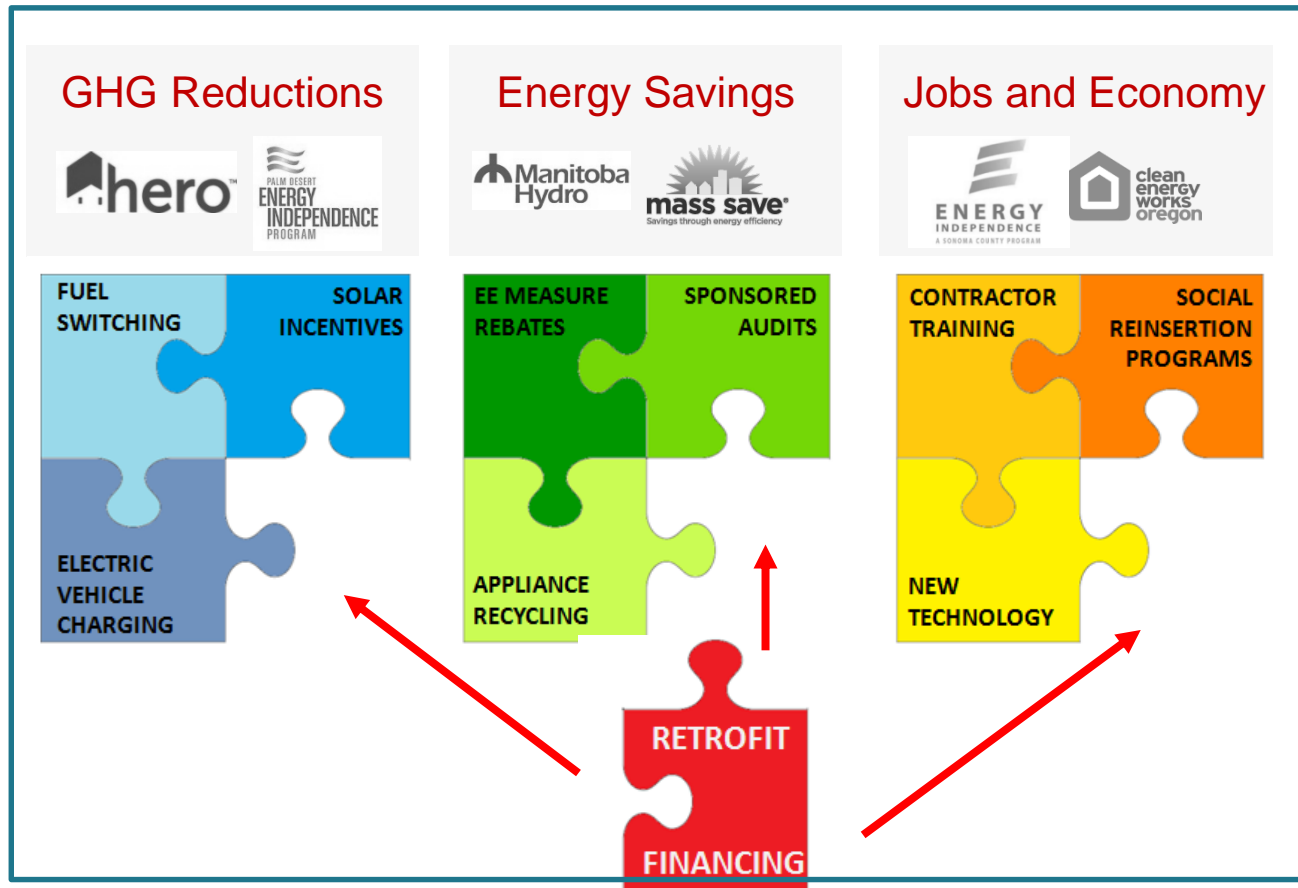 GHG Reductions
hero™
PALM DESERT
ENERGY
INDEPENDENCE
PROGRAM
Energy Savings
Manitoba
Hydro
mass save®
Savings through energy efficiency
Jobs and Economy
ENERGY
INDEPENDENCE
A SONOMA COUNTY PROGRAM
clean
energy
works
oregon
FUEL
SWITCHING
SOLAR
INCENTIVES
ELECTRIC
VEHICLE
CHARGING
EE MEASURE
REBATES
SPONSORED
AUDITS
APPLIANCE
RECYCLING
CONTRACTOR
TRAINING
SOCIAL
REINSERTION
PROGRAMS
NEW
TECHNOLOGY
RETROFIT
FINANCING